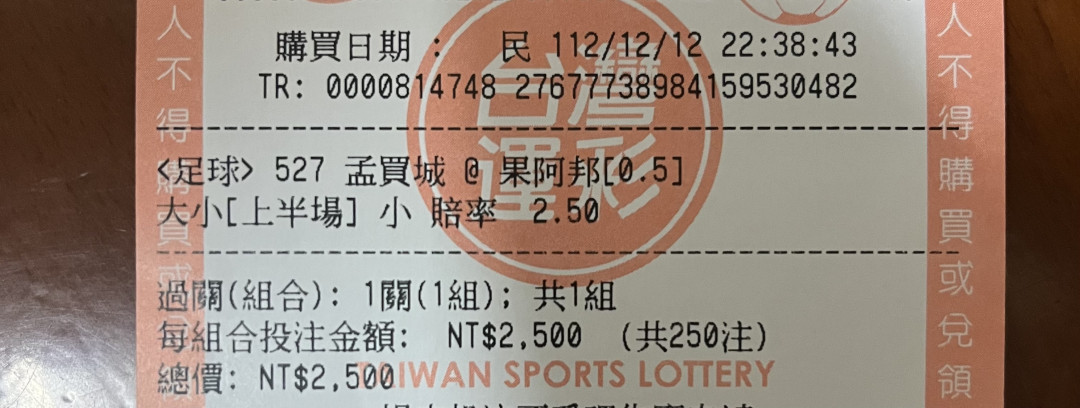 購買日期： 民 112/12/12 22:38:43
TR: 0000814748 27677738984159530482
<足球> 527 孟買城 @ 果阿邦[0.5]
大小[上半場] 小 賠率 2.50
過關(組合): 1關(1組); 共1組
每組合投注金額: NT$2,500 (共250注)
總價: NT$2,500
TAIWAN SPORTS LOTTERY
台灣
運彩
人不得購買或
人不得購買或兌領